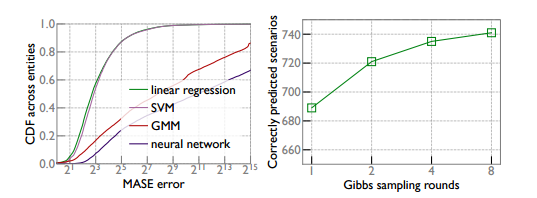 CDF across entities
1.0
0.8
0.6
0.4
0.2
0.0
linear regression
SVM
GMM
neural network
2^1 2^3 2^5 2^7 2^9 2^11 2^13 2^15
MASE error
Correctly predicted scenarios
740
720
700
680
660
1 2 4 8
Gibbs sampling rounds